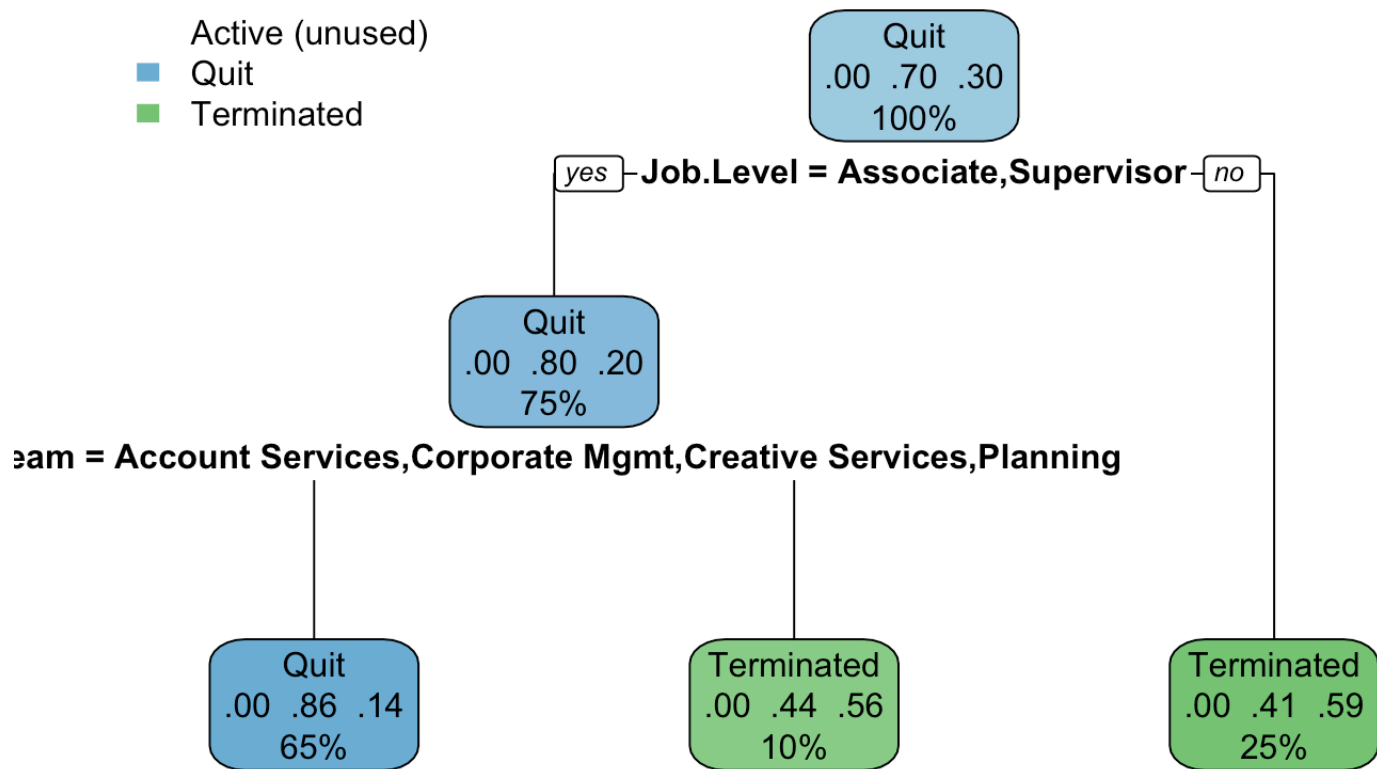 Active (unused)
Quit
Terminated
Quit
.00 .70 .30
100%
yes Job.Level = Associate,Supervisor no
Quit
.00 .80 .20
75%
eam = Account Services,Corporate Mgmt,Creative Services,Planning
Quit
.00 .86 .14
65%
Terminated
.00 .44 .56
10%
Terminated
.00 .41 .59
25%